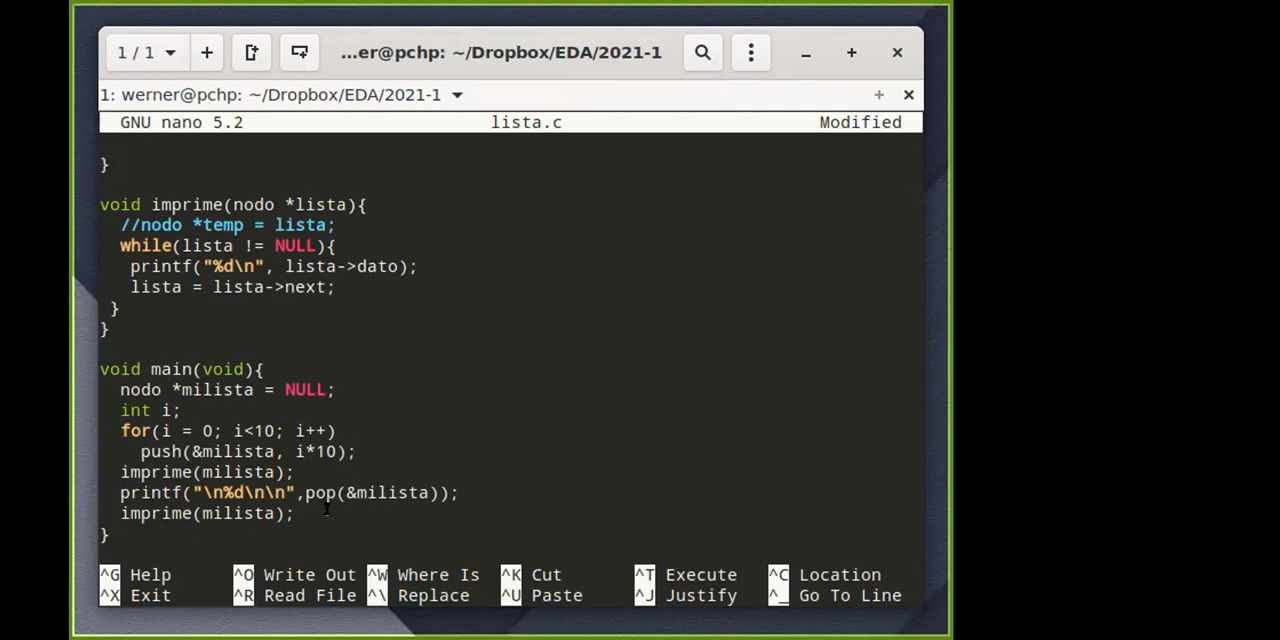 1 / 1 ...er@pchp: ~/Dropbox/EDA/2021-1
1: werner@pchp: ~/Dropbox/EDA/2021-1
GNU nano 5.2 lista.c Modified
}
void imprime(nodo *lista){
//nodo *temp = lista;
while(lista != NULL){
printf("%d\n", lista->dato);
lista = lista->next;
}
}
void main(void){
nodo *milista = NULL;
int i;
for(i = 0; i<10; i++)
push(&milista, i*10);
imprime(milista);
printf("\n%d\n\n",pop(&milista));
imprime(milista);
}
^G Help ^O Write Out ^W Where Is ^K Cut ^T Execute ^C Location
^X Exit ^R Read File ^\ Replace ^U Paste ^J Justify ^_ Go To Line